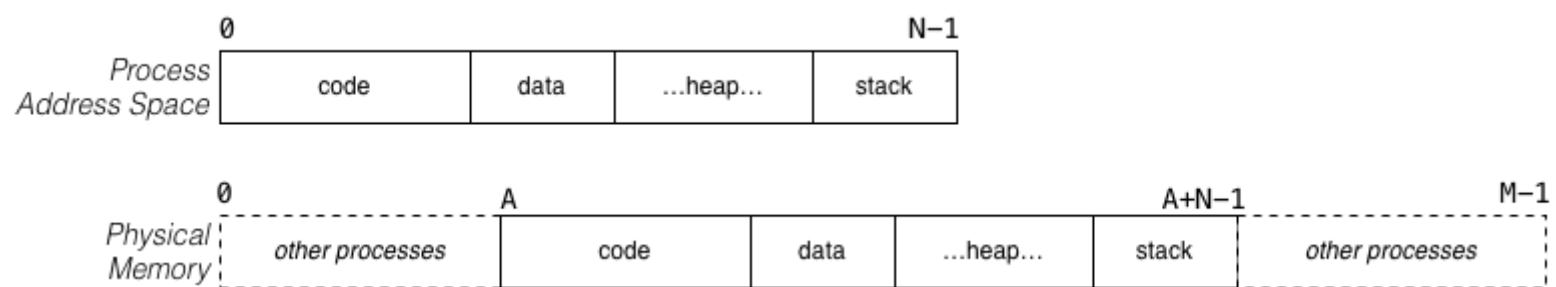 0 N−1
Process
Address Space
code data ...heap... stack
0 A A+N−1 M−1
Physical
Memory
other processes code data ...heap... stack other processes